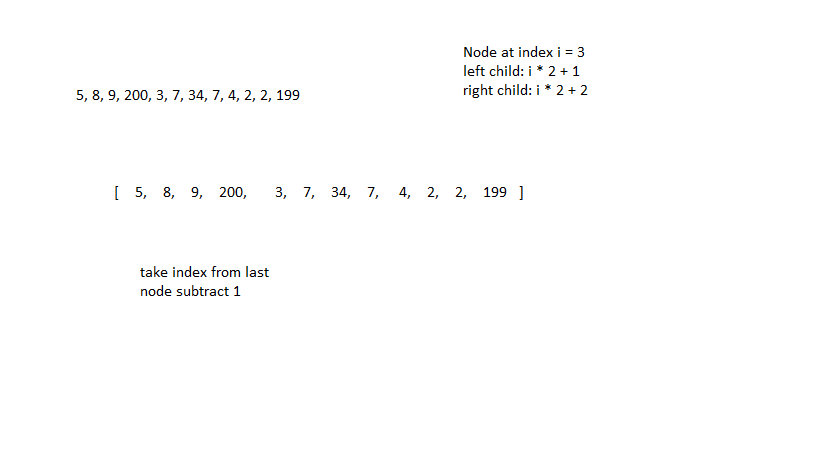 Node at index i = 3
left child: i * 2 + 1
right child: i * 2 + 2
5, 8, 9, 200, 3, 7, 34, 7, 4, 2, 2, 199
[ 5, 8, 9, 200, 3, 7, 34, 7, 4, 2, 2, 199 ]
take index from last
node subtract 1